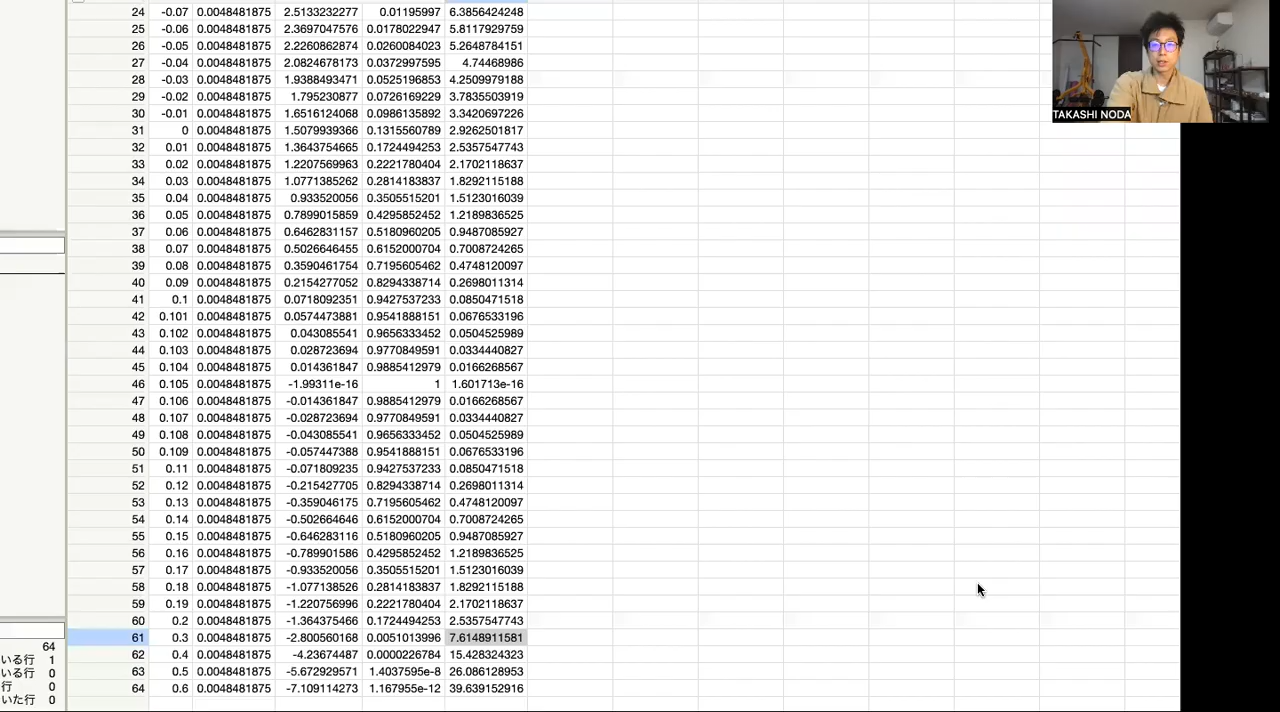 24 -0.07 0.0048481875 2.5133232277 0.01195997 6.3856424248
25 -0.06 0.0048481875 2.3697047576 0.0178022947 5.8117929759
26 -0.05 0.0048481875 2.2260862874 0.0260084023 5.2648784151
27 -0.04 0.0048481875 2.0824678173 0.0372997595 4.74468986
28 -0.03 0.0048481875 1.9388493471 0.0525196853 4.2509979188
29 -0.02 0.0048481875 1.795230877 0.0726169229 3.7835503919
30 -0.01 0.0048481875 1.6516124068 0.0986135892 3.3420697226
31 0 0.0048481875 1.5079939366 0.1315560789 2.9262501817
32 0.01 0.0048481875 1.3643754665 0.1724494253 2.5357547743
33 0.02 0.0048481875 1.2207569963 0.2221780404 2.1702118637
34 0.03 0.0048481875 1.0771385262 0.2814183837 1.8292115188
35 0.04 0.0048481875 0.933520056 0.3505515201 1.5123016039
36 0.05 0.0048481875 0.7899015859 0.4295852452 1.2189836525
37 0.06 0.0048481875 0.6462831157 0.5180960205 0.9487085927
38 0.07 0.0048481875 0.5026646455 0.6152000704 0.7008724265
39 0.08 0.0048481875 0.3590461754 0.7195605462 0.4748120097
40 0.09 0.0048481875 0.2154277052 0.8294338714 0.2698011314
41 0.1 0.0048481875 0.0718092351 0.9427537233 0.0850471518
42 0.101 0.0048481875 0.0574473881 0.9541888151 0.0676533196
43 0.102 0.0048481875 0.043085541 0.9656333452 0.0504525989
44 0.103 0.0048481875 0.028723694 0.9770849591 0.0334440827
45 0.104 0.0048481875 0.014361847 0.9885412979 0.0166268567
46 0.105 0.0048481875 -1.99311e-16 1 1.601713e-16
47 0.106 0.0048481875 -0.014361847 0.9885412979 0.0166268567
48 0.107 0.0048481875 -0.028723694 0.9770849591 0.0334440827
49 0.108 0.0048481875 -0.043085541 0.9656333452 0.0504525989
50 0.109 0.0048481875 -0.057447388 0.9541888151 0.0676533196
51 0.11 0.0048481875 -0.071809235 0.9427537233 0.0850471518
52 0.12 0.0048481875 -0.215427705 0.8294338714 0.2698011314
53 0.13 0.0048481875 -0.359046175 0.7195605462 0.4748120097
54 0.14 0.0048481875 -0.502664646 0.6152000704 0.7008724265
55 0.15 0.0048481875 -0.646283116 0.5180960205 0.9487085927
56 0.16 0.0048481875 -0.789901586 0.4295852452 1.2189836525
57 0.17 0.0048481875 -0.933520056 0.3505515201 1.5123016039
58 0.18 0.0048481875 -1.077138526 0.2814183837 1.8292115188
59 0.19 0.0048481875 -1.220756996 0.2221780404 2.1702118637
60 0.2 0.0048481875 -1.364375466 0.1724494253 2.5357547743
61 0.3 0.0048481875 -2.800560168 0.0051013996 7.6148911581
62 0.4 0.0048481875 -4.23674487 0.0000226784 15.428324323
63 0.5 0.0048481875 -5.672929571 1.4037595e-8 26.086128953
64 0.6 0.0048481875 -7.109114273 1.167955e-12 39.639152916
64
いる行 1
いる行 0
行 0
いた行 0
TAKASHI NODA